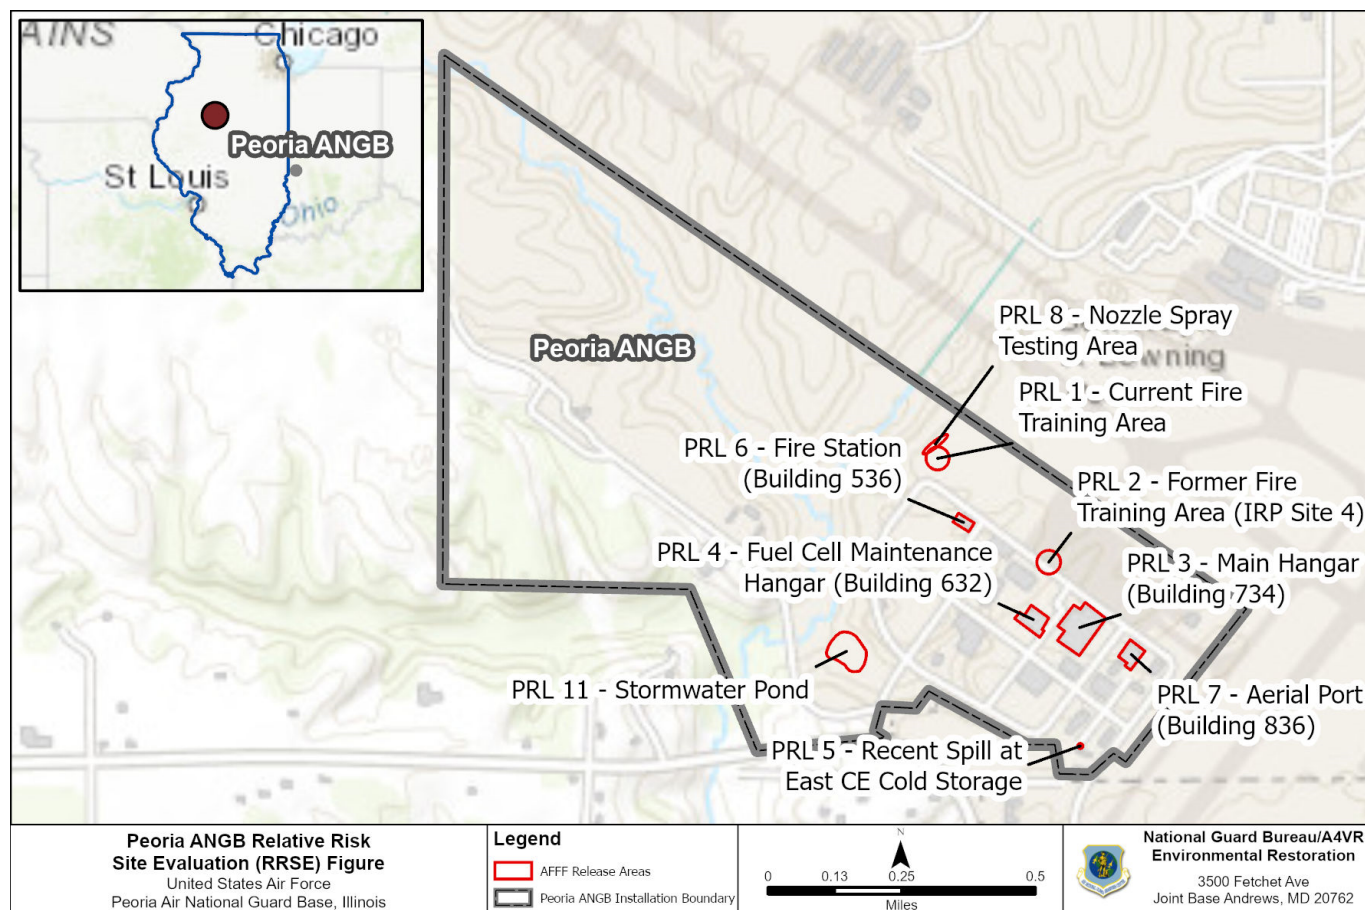 AINS
Chicago
Peoria ANGB
St Louis
Ohio
Peoria ANGB
wning
PRL 8 - Nozzle Spray
Testing Area
PRL 1 - Current Fire
Training Area
PRL 6 - Fire Station
(Building 536)
PRL 2 - Former Fire
Training Area (IRP Site 4)
PRL 4 - Fuel Cell Maintenance
Hangar (Building 632)
PRL 3 - Main Hangar
(Building 734)
PRL 11 - Stormwater Pond
PRL 7 - Aerial Port
(Building 836)
PRL 5 - Recent Spill at
East CE Cold Storage
Peoria ANGB Relative Risk
Site Evaluation (RRSE) Figure
United States Air Force
Peoria Air National Guard Base, Illinois
Legend
AFFF Release Areas
Peoria ANGB Installation Boundary
N
0 0.13 0.25 0.5
Miles
National Guard Bureau/A4VR
Environmental Restoration
3500 Fetchet Ave
Joint Base Andrews, MD 20762